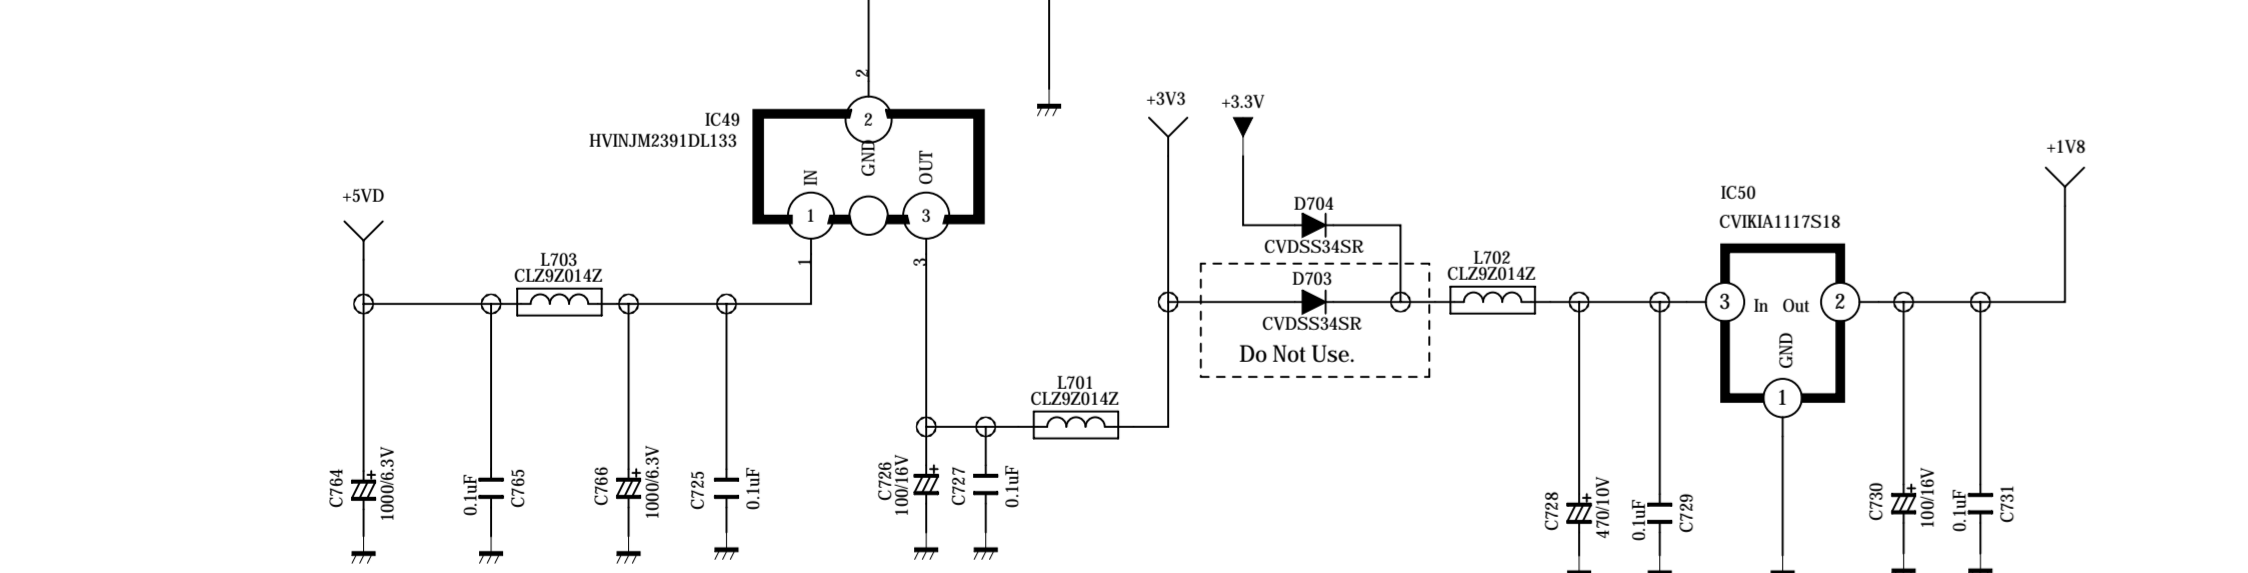 2
IC49
HVINJM2391DL133
2
GND
IN
OUT
1
3
1
3
+5VD
L703
CLZ9Z014Z
C764
1000/6.3V
+
0.1uF
C765
C766
1000/6.3V
+
C725
0.1uF
C726
100/16V
+
C727
0.1uF
L701
CLZ9Z014Z
+3V3
+3.3V
D704
CVDSS34SR
D703
CVDSS34SR
Do Not Use.
L702
CLZ9Z014Z
IC50
CVIKIA1117S18
3
In
Out
2
GND
1
+1V8
C728
470/10V
+
0.1uF
C729
C730
100/16V
+
0.1uF
C731